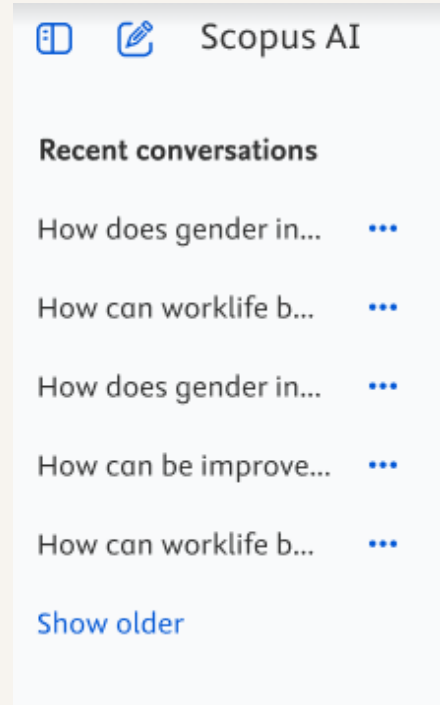 Scopus AI
Recent conversations
How does gender in...
How can worklife b...
How does gender in...
How can be improve...
How can worklife b...
Show older